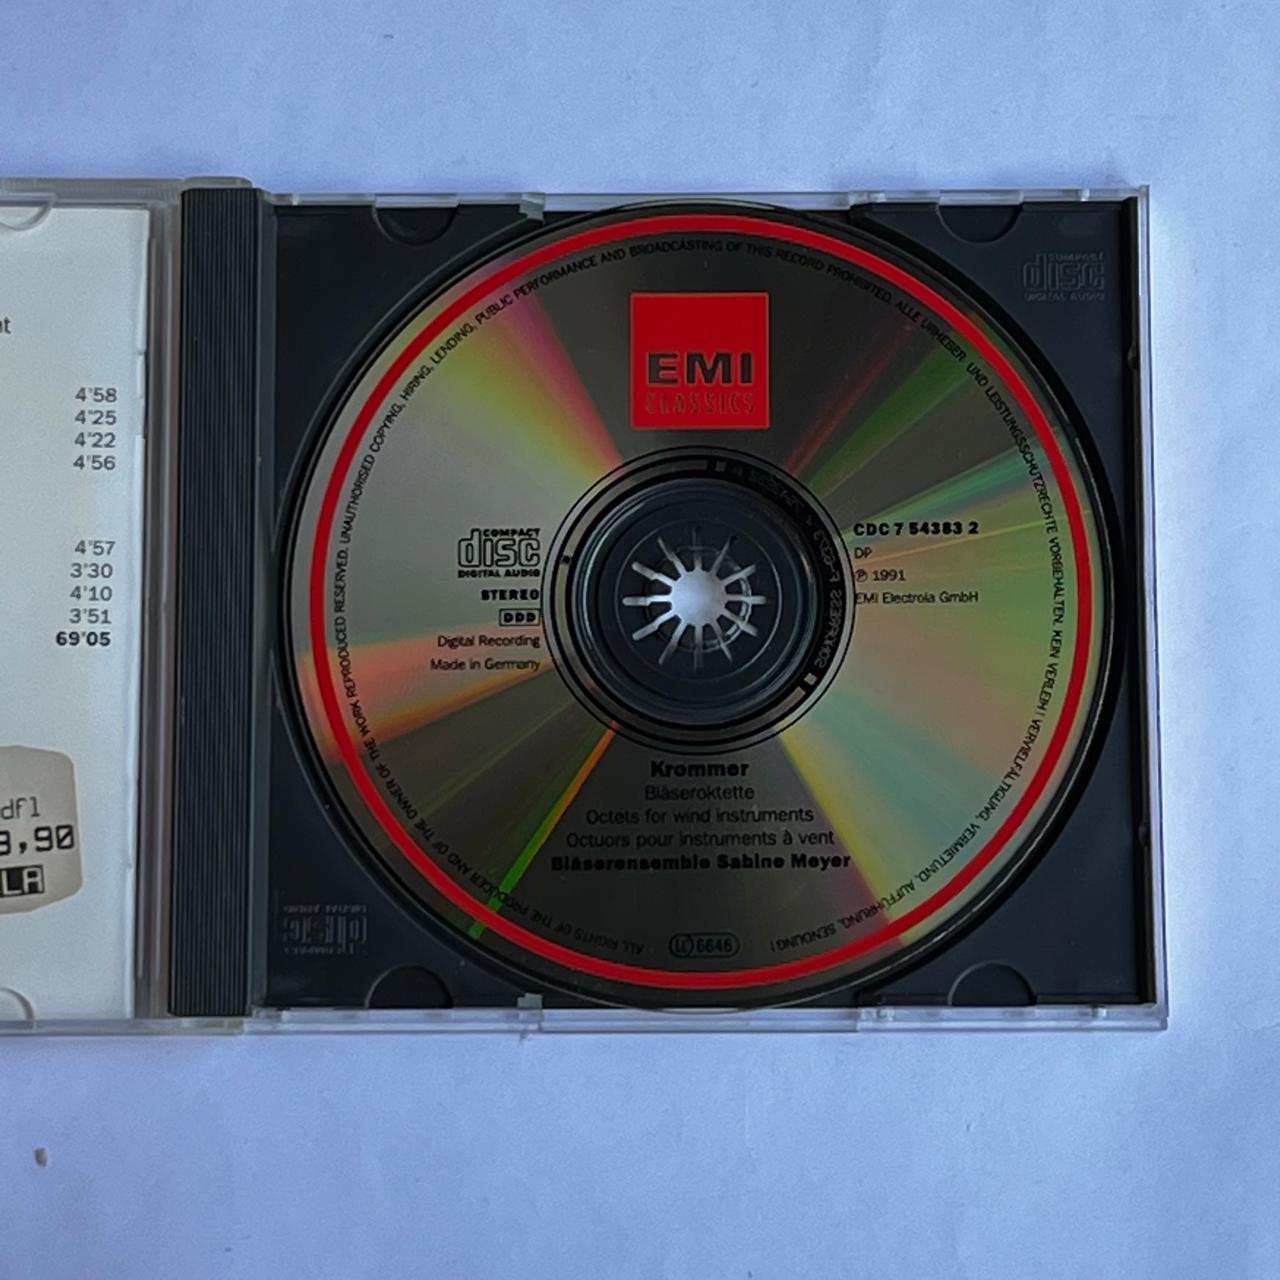 4'58
4'25
4'22
4'56
4'57
3'30
4'10
3'51
69'05
COMPACT
disc
DIGITAL AUDIO
EMI
CLASSICS
COMPACT
disc
DIGITAL AUDIO
STEREO
DDD
Digital Recording
Made in Germany
CDC 7 54383 2
DP
℗ 1991
EMI Electrola GmbH
Krommer
Bläseroktette
Octets for wind instruments
Octuors pour instruments à vent
Bläserensemble Sabine Meyer
LC 6646
ALL RIGHTS OF THE PRODUCER AND OF THE OWNER OF THE WORK REPRODUCED RESERVED. UNAUTHORISED COPYING, HIRING, LENDING, PUBLIC PERFORMANCE AND BROADCASTING OF THIS RECORD PROHIBITED. ALLE URHEBER- UND LEISTUNGSSCHUTZRECHTE VORBEHALTEN. KEIN VERLEIH! VERVIELFÄLTIGUNG, VERMIETUNG, AUFFÜHRUNG, SENDUNG!
COMPACT
disc
DIGITAL AUDIO